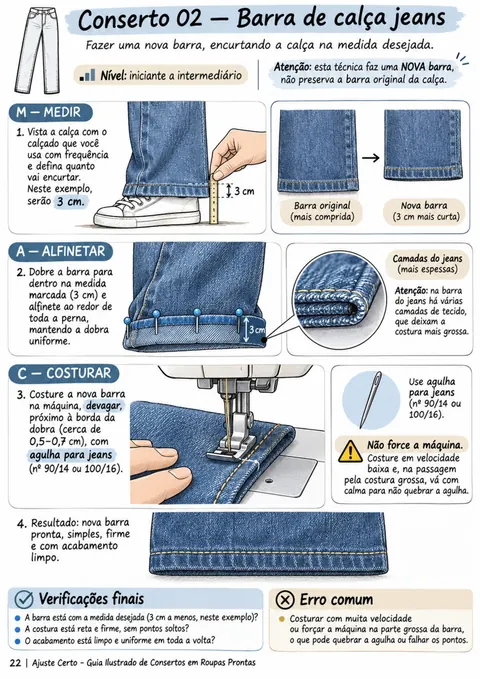 Conserto 02 — Barra de calça jeans
Fazer uma nova barra, encurtando a calça na medida desejada.
Nível: iniciante a intermediário
Atenção: esta técnica faz uma NOVA barra,
não preserva a barra original da calça.
M — MEDIR
1. Vista a calça com o
calçado que você
usa com frequência
e defina quanto
vai encurtar.
Neste exemplo,
serão 3 cm.
3 cm
Barra original
(mais comprida)
Nova barra
(3 cm mais curta)
A — ALFINETAR
2. Dobre a barra para
dentro na medida
marcada (3 cm) e
alfinete ao redor de
toda a perna,
mantendo a dobra
uniforme.
3cm
Camadas do jeans
(mais espessas)
Atenção: na barra
do jeans há várias
camadas de tecido,
que deixam a
costura mais grossa.
C — COSTURAR
3. Costure a nova barra
na máquina, devagar,
próximo à borda da
dobra (cerca de
0,5–0,7 cm), com
agulha para jeans
(nº 90/14 ou 100/16).
Use agulha
para jeans
(nº 90/14 ou
100/16).
Não force a máquina.
Costure em velocidade
baixa e, na passagem
pela costura grossa, vá com
calma para não quebrar a agulha.
4. Resultado: nova barra
pronta, simples, firme
e com acabamento
limpo.
Verificações finais
• A barra está com a medida desejada (3 cm a menos, neste exemplo)?
• A costura está reta e firme, sem pontos soltos?
• O acabamento está limpo e uniforme em toda a volta?
Erro comum
• Costurar com muita velocidade
ou forçar a máquina na parte grossa da barra,
o que pode quebrar a agulha ou falhar os pontos.
22 | Ajuste Certo – Guia Ilustrado de Consertos em Roupas Prontas